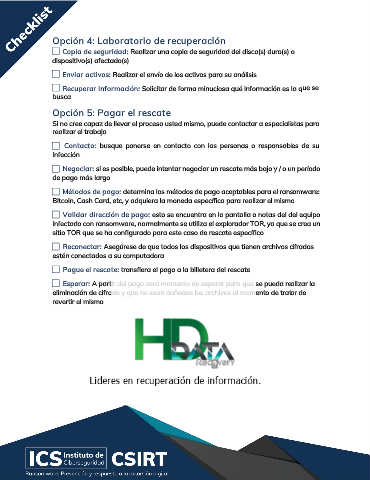 Checklist
Opción 4: Laboratorio de recuperación
Copia de seguridad: Realizar una copia de seguridad del disco(s) duro(s) o
dispositivo(s) afectado(s)
Enviar activos: Realizar el envío de los activos para su análisis
Recuperar Información: Solicitar de forma minuciosa qué información es la que se
busca
Opción 5: Pagar el rescate
Si no cree capaz de llevar el proceso usted mismo, puede contactar a especialistas para
realizar el trabajo
Contacto: busque ponerse en contacto con las personas o responsables de su
infección
Negociar: si es posible, puede intentar negociar un rescate más bajo y / o un período
de pago más largo
Métodos de pago: determina los métodos de pago aceptables para el ransomware:
Bitcoin, Cash Card, etc, y adquiera la moneda específica para realizar el mismo
Validar dirección de pago: esto se encuentra en la pantalla o notas del del equipo
infectado con ransomware, normalmente se utiliza el explorador TOR, ya que se crea un
sitio TOR que se ha configurado para este caso de rescate específico
Reconectar: Asegúrese de que todos los dispositivos que tienen archivos cifrados
estén conectados a su computadora
Pague el rescate: transfiera el pago a la billetera del rescate
Esperar: A partir del pago será momento de esperar para que se pueda realizar la
eliminación de cifrado y que no sean dañados los archivos al momento de tratar de
revertir el mismo
HD DATA
Recovery
Lideres en recuperación de información.
ICS Instituto de
Ciberseguridad CSIRT